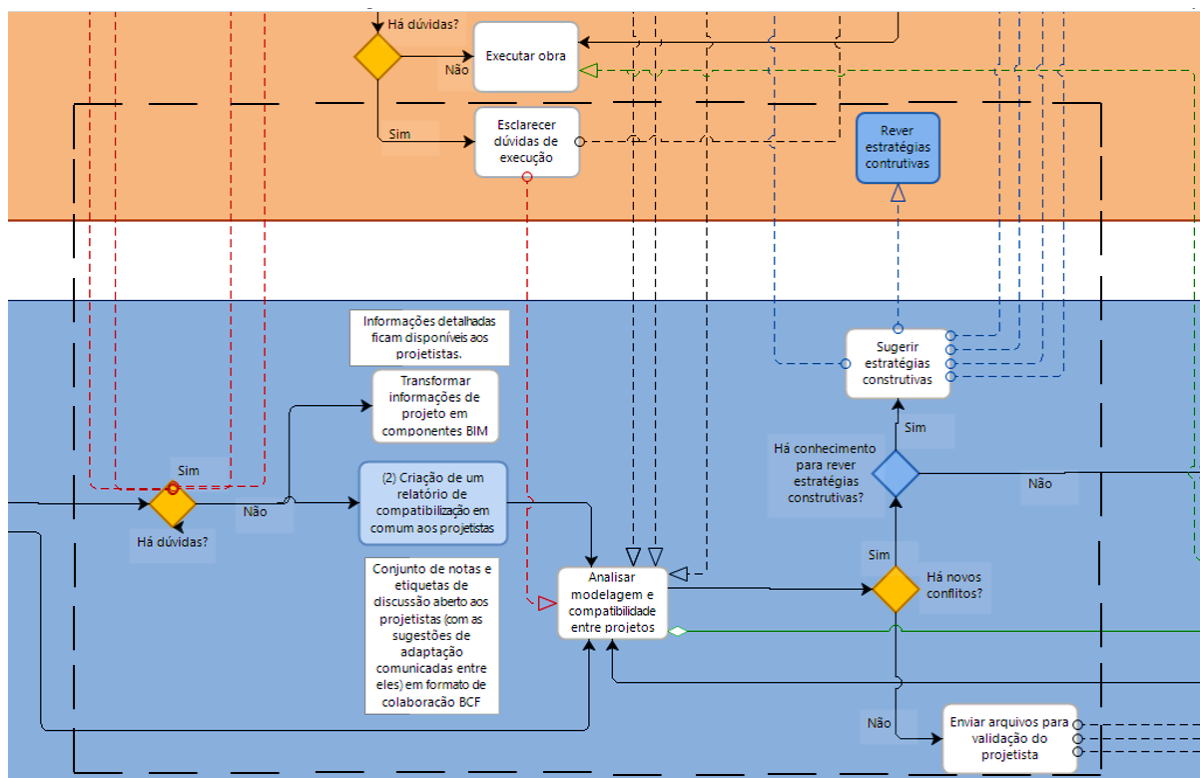 Há dúvidas?
Executar obra
Não
Sim
Esclarecer
dúvidas de
execução
Rever
estratégias
contrutivas
Informações detalhadas
ficam disponíveis aos
projetistas.
Transformar
informações de
projeto em
componentes BIM
Sugerir
estratégias
construtivas
Sim
Há conhecimento
para rever
estratégias
construtivas?
Não
Sim
Não
Há dúvidas?
(2) Criação de um
relatório de
compatibilização em
comum aos projetistas
Conjunto de notas e
etiquetas de
discussão aberto aos
projetistas (com as
sugestões de
adaptação
comunicadas entre
eles) em formato de
colaboração BCF
Analisar
modelagem e
compatibilidade
entre projetos
Sim
Há novos
conflitos?
Não
Enviar arquivos para
validação do
projetista